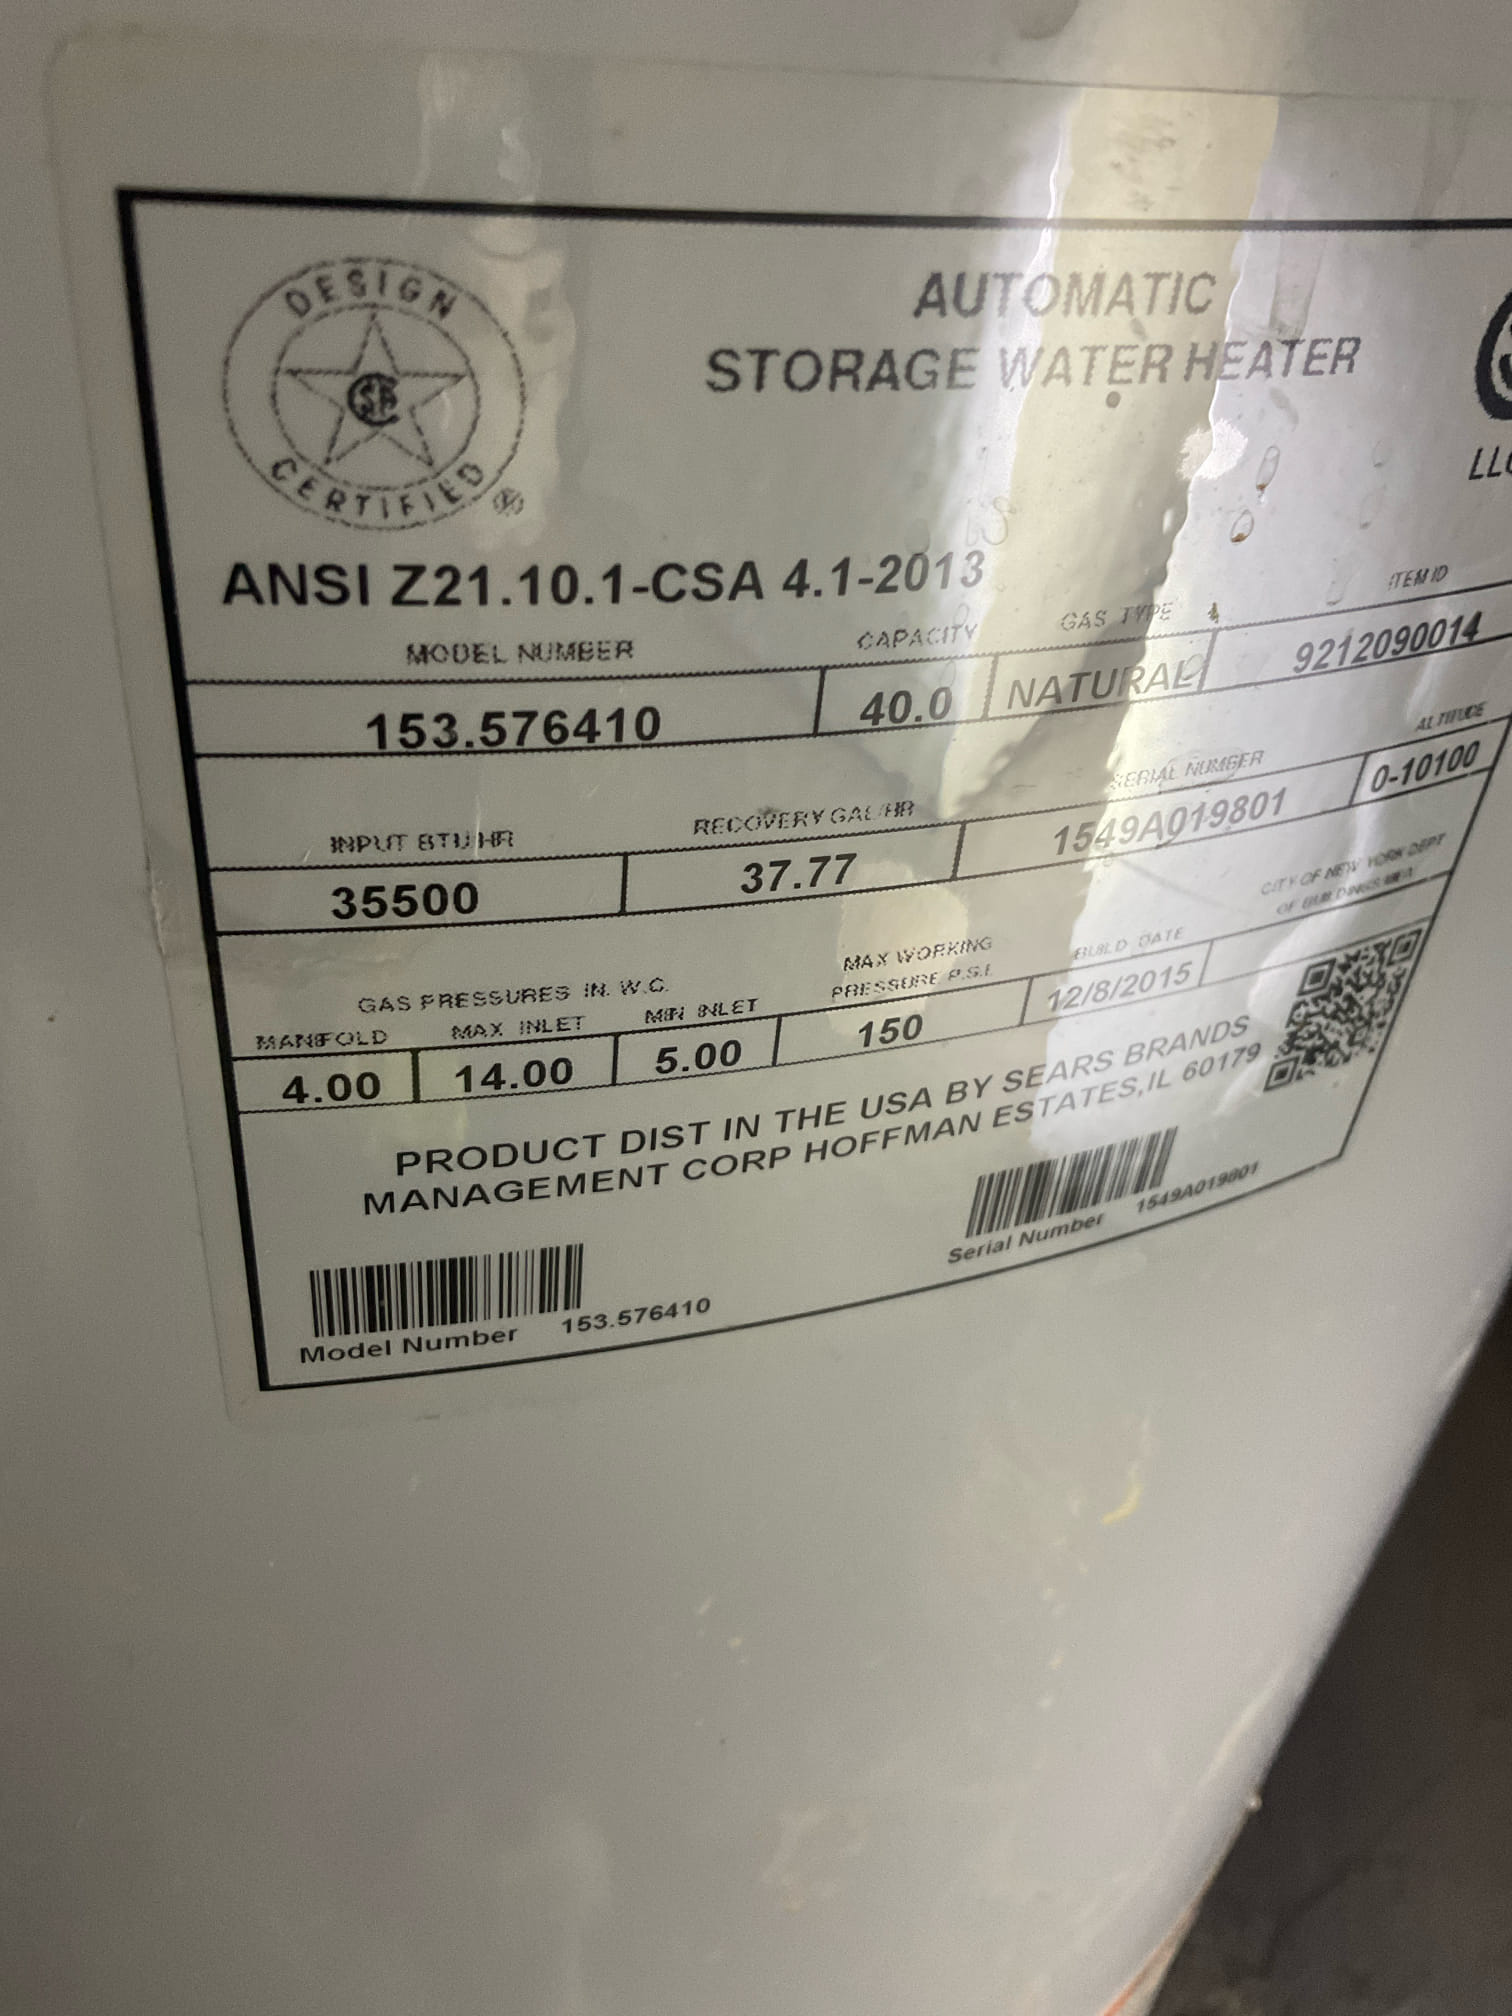 DESIGN
CERTIFIED
®
AUTOMATIC
STORAGE WATER HEATER
ANSI Z21.10.1-CSA 4.1-2013
MODEL NUMBER CAPACITY GAS TYPE ITEM ID
153.576410 40.0 NATURAL 9212090014
INPUT BTU/HR RECOVERY GAL/HR SERIAL NUMBER ALTITUDE
35500 37.77 1549A019801 0-10100
GAS PRESSURES IN. W.C. MAX WORKING BUILD DATE CITY OF NEW YORK DEPT
MANIFOLD MAX INLET MIN INLET PRESSURE P.S.I. OF BUILDINGS MEA
4.00 14.00 5.00 150 12/8/2015
PRODUCT DIST IN THE USA BY SEARS BRANDS
MANAGEMENT CORP HOFFMAN ESTATES,IL 60179
Model Number 153.576410
Serial Number 1549A019801